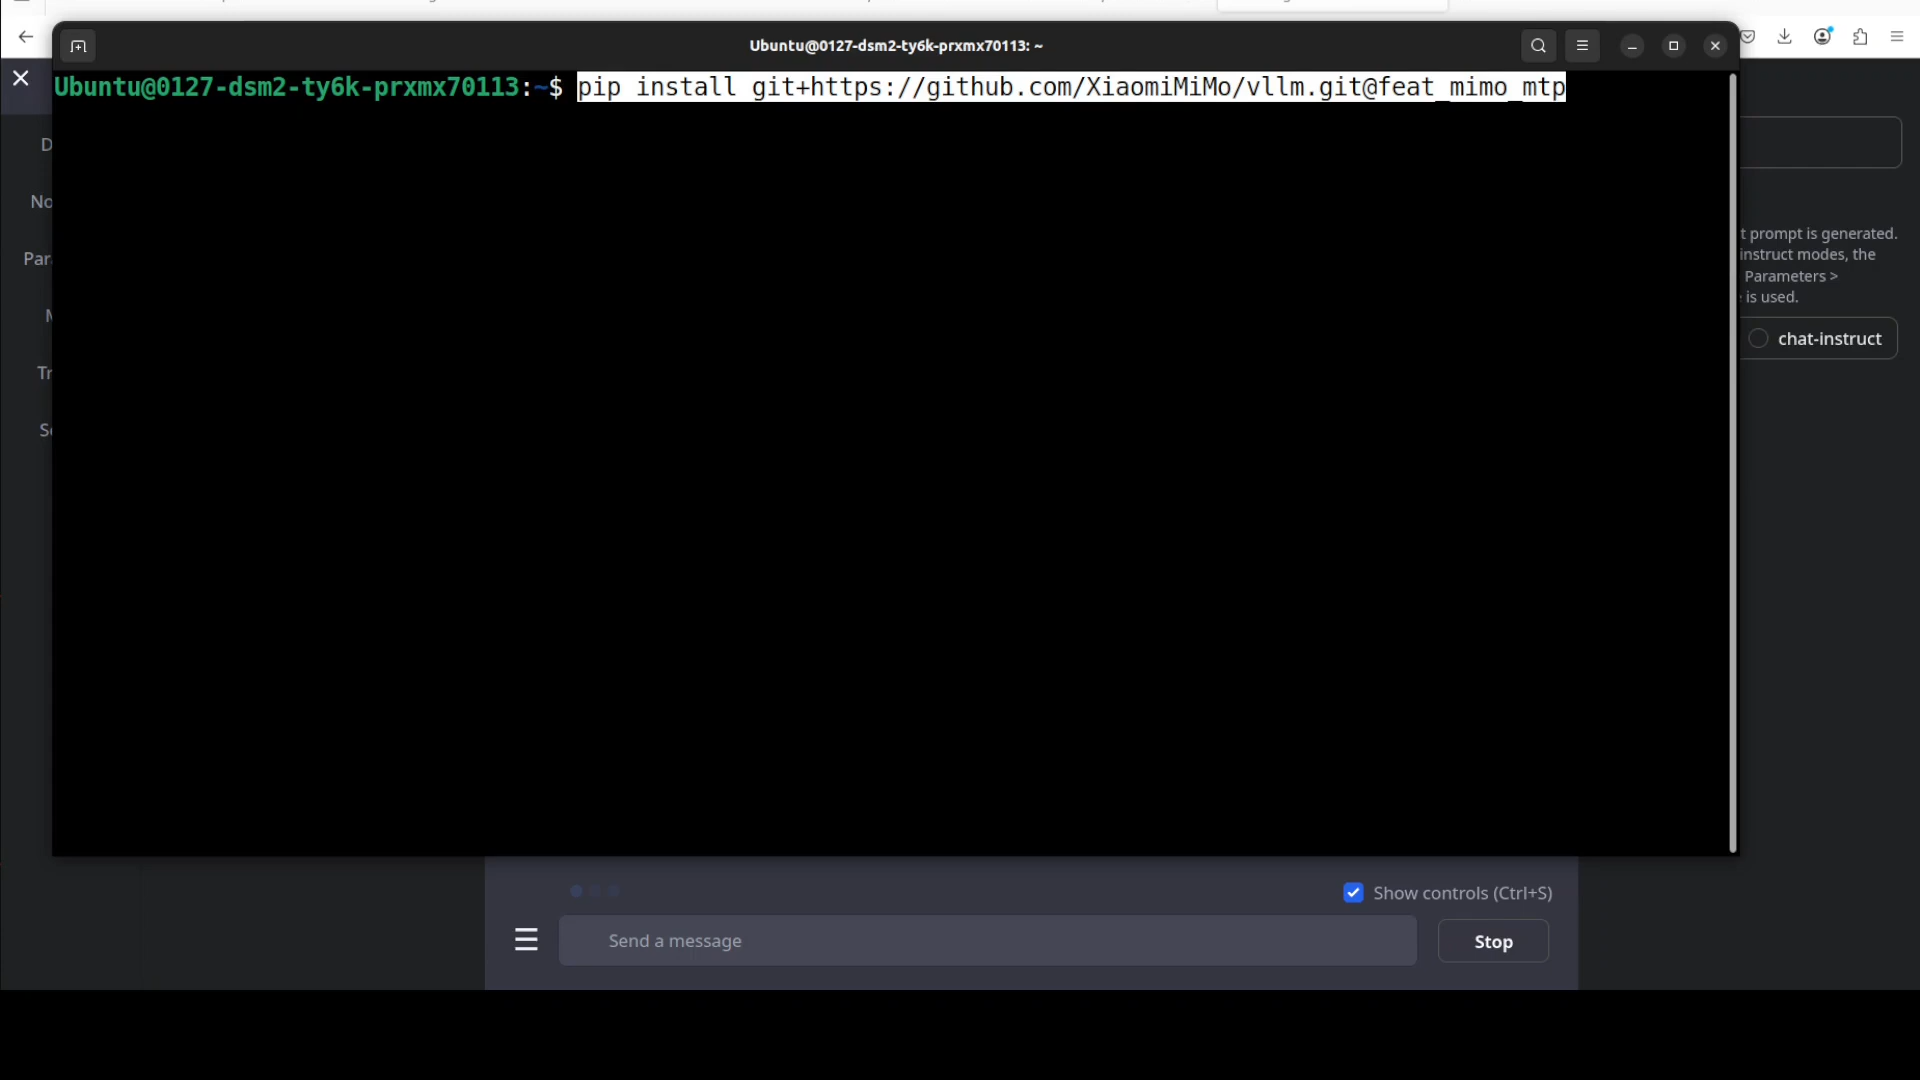 Ubuntu@0127-dsm2-ty6k-prxmx70113: ~
Ubuntu@0127-dsm2-ty6k-prxmx70113:~$ pip install git+https://github.com/XiaomiMiMo/vllm.git@feat_mimo_mtp
t prompt is generated.
instruct modes, the
Parameters >
is used.
chat-instruct
Show controls (Ctrl+S)
Send a message
Stop